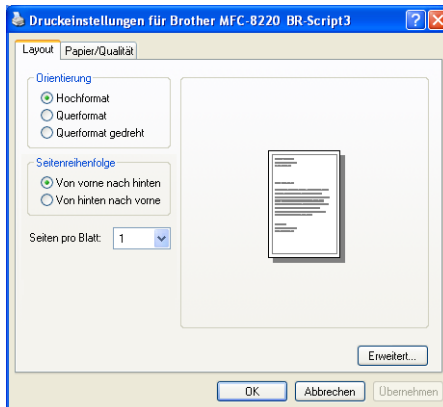 Druckeinstellungen für Brother MFC-8220 BR-Script3
Layout Papier/Qualität
Orientierung
Hochformat
Querformat
Querformat gedreht
Seitenreihenfolge
Von vorne nach hinten
Von hinten nach vorne
Seiten pro Blatt: 1
Erweitert...
OK Abbrechen Übernehmen